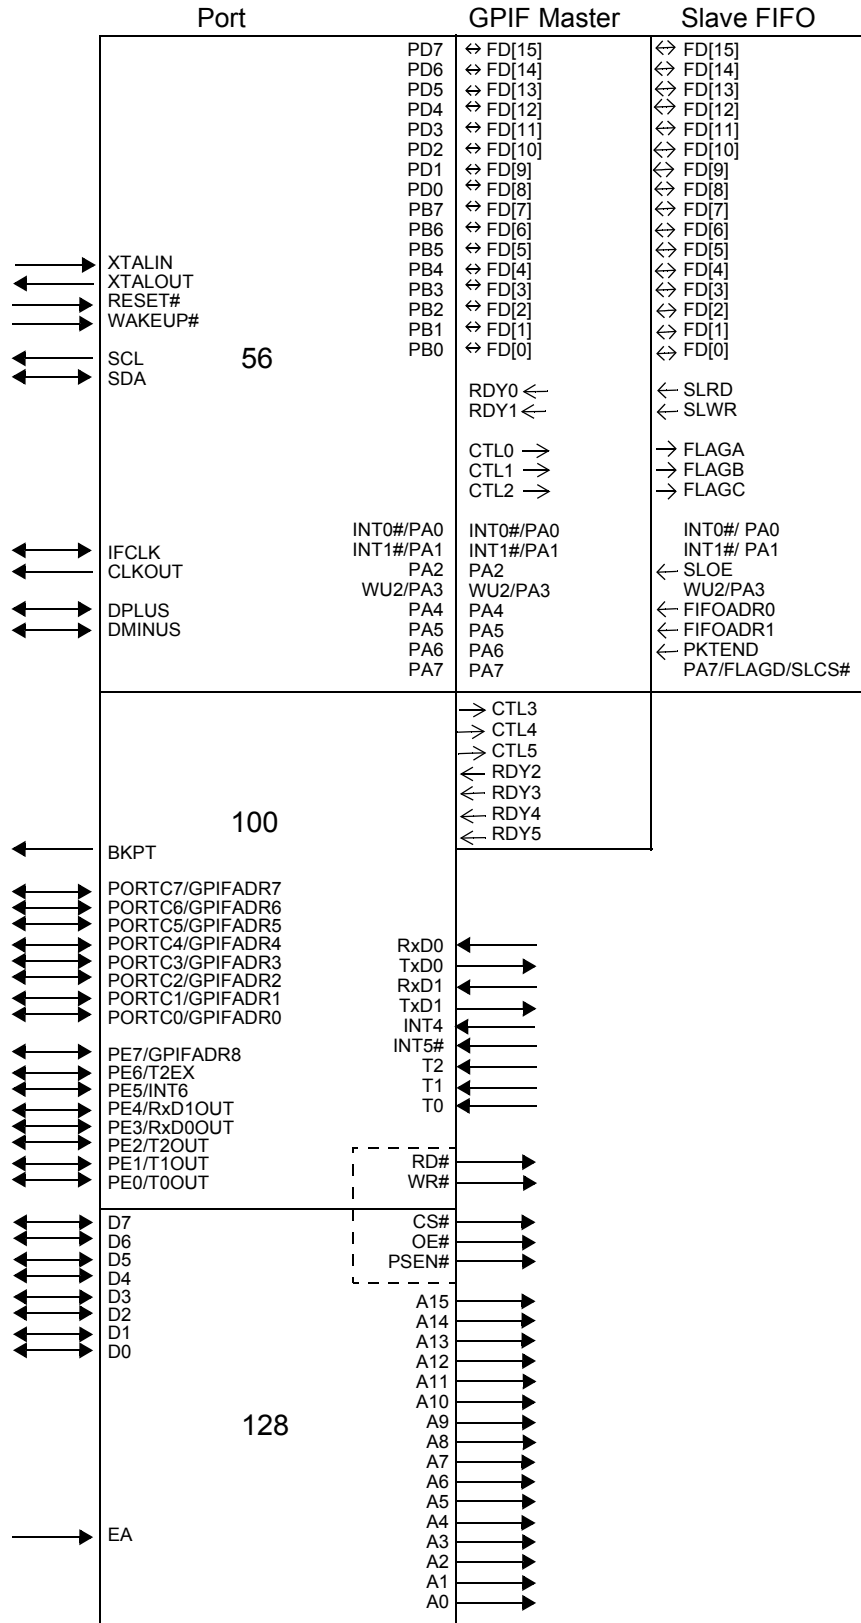 Port GPIF Master Slave FIFO
PD7 FD[15] FD[15]
PD6 FD[14] FD[14]
PD5 FD[13] FD[13]
PD4 FD[12] FD[12]
PD3 FD[11] FD[11]
PD2 FD[10] FD[10]
PD1 FD[9] FD[9]
PD0 FD[8] FD[8]
PB7 FD[7] FD[7]
PB6 FD[6] FD[6]
PB5 FD[5] FD[5]
XTALIN PB4 FD[4] FD[4]
XTALOUT PB3 FD[3] FD[3]
RESET# PB2 FD[2] FD[2]
WAKEUP# PB1 FD[1] FD[1]
SCL 56 PB0 FD[0] FD[0]
SDA
RDY0 SLRD
RDY1 SLWR
CTL0 FLAGA
CTL1 FLAGB
CTL2 FLAGC
INT0#/PA0 INT0#/PA0 INT0#/ PA0
IFCLK INT1#/PA1 INT1#/PA1 INT1#/ PA1
CLKOUT PA2 PA2 SLOE
WU2/PA3 WU2/PA3 WU2/PA3
DPLUS PA4 PA4 FIFOADR0
DMINUS PA5 PA5 FIFOADR1
PA6 PA6 PKTEND
PA7 PA7 PA7/FLAGD/SLCS#
CTL3
CTL4
CTL5
RDY2
RDY3
100 RDY4
RDY5
BKPT
PORTC7/GPIFADR7
PORTC6/GPIFADR6
PORTC5/GPIFADR5
PORTC4/GPIFADR4 RxD0
PORTC3/GPIFADR3 TxD0
PORTC2/GPIFADR2 RxD1
PORTC1/GPIFADR1 TxD1
PORTC0/GPIFADR0 INT4
INT5#
PE7/GPIFADR8 T2
PE6/T2EX T1
PE5/INT6 T0
PE4/RxD1OUT
PE3/RxD0OUT
PE2/T2OUT
PE1/T1OUT RD#
PE0/T0OUT WR#
D7 CS#
D6 OE#
D5 PSEN#
D4
D3 A15
D2 A14
D1 A13
D0 A12
A11
A10
128 A9
A8
A7
A6
A5
A4
EA A3
A2
A1
A0